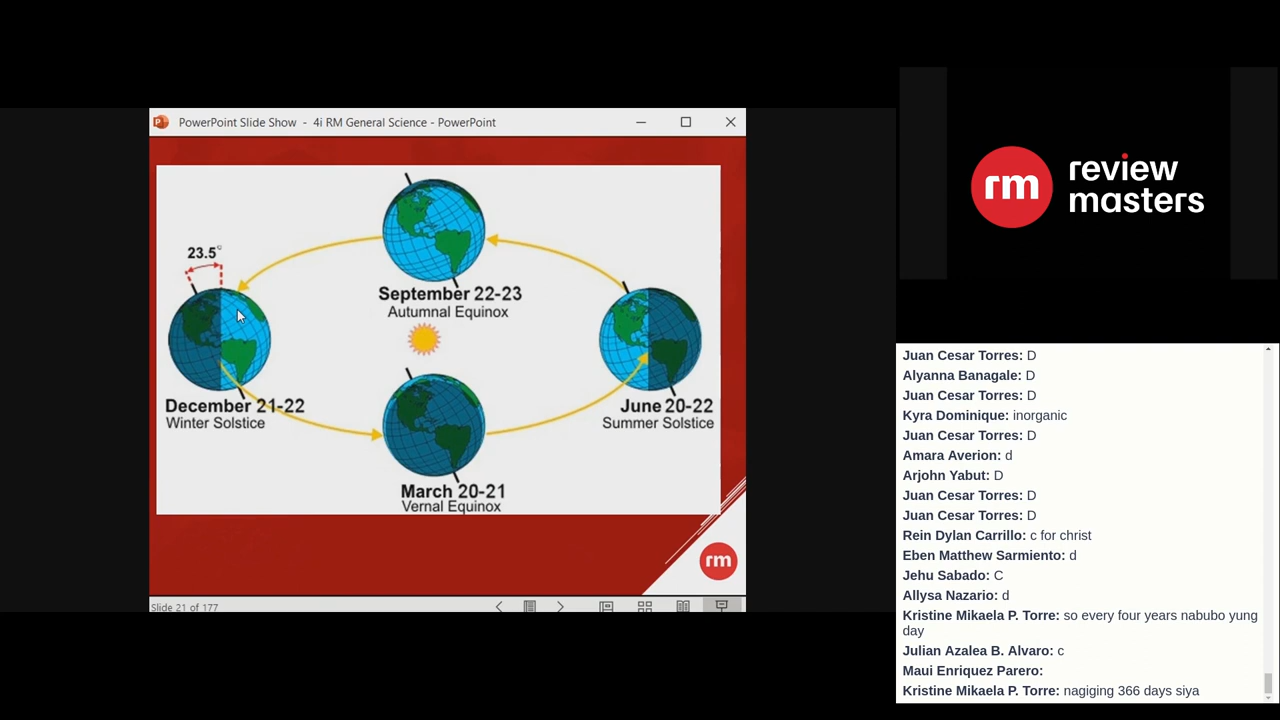 PowerPoint Slide Show - 4i RM General Science - PowerPoint
23.5°
September 22-23
Autumnal Equinox
December 21-22
Winter Solstice
June 20-22
Summer Solstice
March 20-21
Vernal Equinox
rm
Slide 21 of 177
rm review
masters
Juan Cesar Torres: D
Alyanna Banagale: D
Juan Cesar Torres: D
Kyra Dominique: inorganic
Juan Cesar Torres: D
Amara Averion: d
Arjohn Yabut: D
Juan Cesar Torres: D
Juan Cesar Torres: D
Rein Dylan Carrillo: c for christ
Eben Matthew Sarmiento: d
Jehu Sabado: C
Allysa Nazario: d
Kristine Mikaela P. Torre: so every four years nabubo yung
day
Julian Azalea B. Alvaro: c
Maui Enriquez Parero:
Kristine Mikaela P. Torre: nagiging 366 days siya